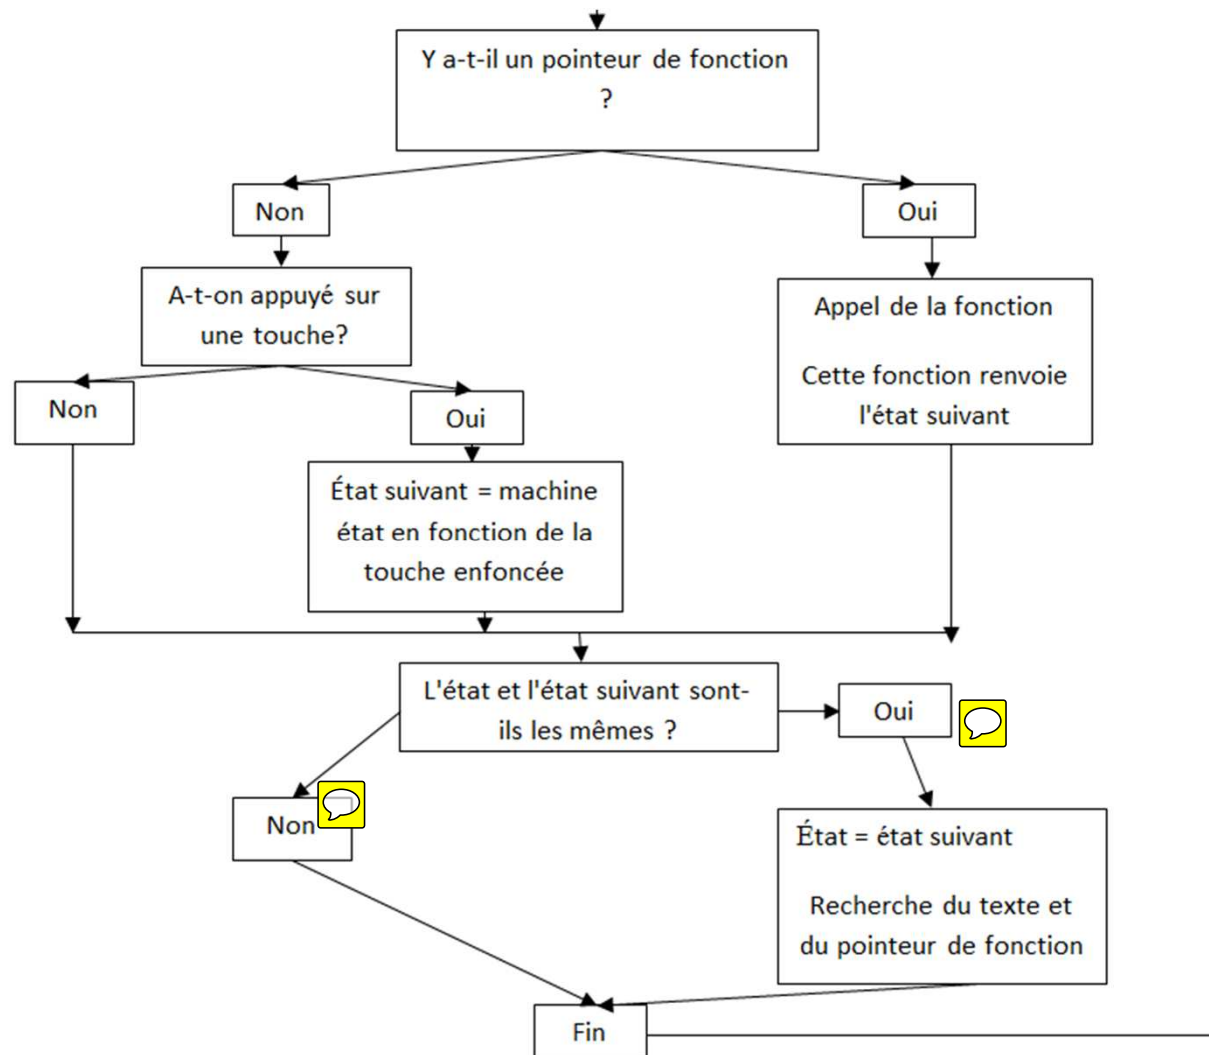 Y a-t-il un pointeur de fonction
?
Non
Oui
A-t-on appuyé sur
une touche?
Appel de la fonction
Cette fonction renvoie
l'état suivant
Non
Oui
État suivant = machine
état en fonction de la
touche enfoncée
L'état et l'état suivant sont-
ils les mêmes ?
Oui
Non
État = état suivant
Recherche du texte et
du pointeur de fonction
Fin